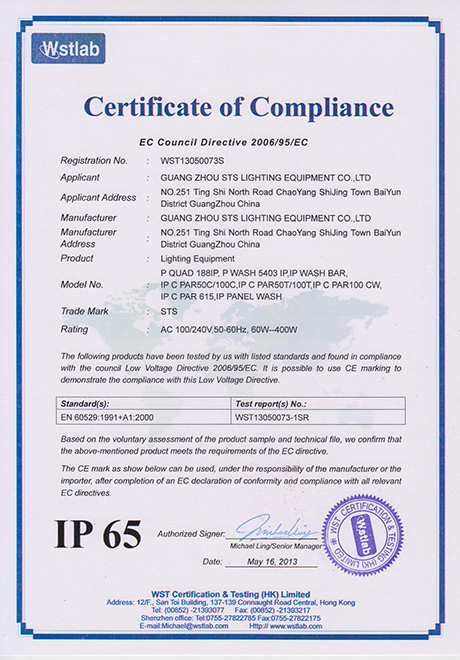 Wstlab
Certificate of Compliance
EC Council Directive 2006/95/EC
Registration No. : WST13050073S
Applicant : GUANG ZHOU STS LIGHTING EQUIPMENT CO.,LTD
Applicant Address : NO.251 Ting Shi North Road ChaoYang ShiJing Town BaiYun
District GuangZhou China
Manufacturer : GUANG ZHOU STS LIGHTING EQUIPMENT CO.,LTD
Manufacturer Address : NO.251 Ting Shi North Road ChaoYang ShiJing Town BaiYun
District GuangZhou China
Product : Lighting Equipment
Model No. : P QUAD 188IP, P WASH 5403 IP,IP WASH BAR,
IP C PAR50C/100C,IP C PAR50T/100T,IP C PAR100 CW,
IP C PAR 615,IP PANEL WASH
Trade Mark : STS
Rating : AC 100/240V,50-60Hz, 60W--400W
The following products have been tested by us with listed standards and found in compliance
with the council Low Voltage Directive 2006/95/EC. It is possible to use CE marking to
demonstrate the compliance with this Low Voltage Directive.
Standard(s): Test report(s) No.:
EN 60529:1991+A1:2000 WST13050073-1SR
Based on the voluntary assessment of the product sample and technical file, we confirm that
the above-mentioned product meets the requirements of the EC directive.
The CE mark as show below can be used, under the responsibility of the manufacturer or the
importer, after completion of an EC declaration of conformity and compliance with all relevant
EC directives.
IP 65
Authorized Signer:
Michael Ling/Senior Manager
Date: May 16, 2013
WST CERTIFICATION & TESTING (HK) LIMITED
Wstlab
WST Certification & Testing (HK) Limited
Address: 12/F., San Toi Building, 137-139 Connaught Road Central, Hong Kong
Tel: (00852) -21393077 Fax: (00852) -21393217
Shenzhen office: Tel:0755-27822785 Fax:0755-27822175
E-mail:Michael@wstlab.com Http:// www.wstlab.com